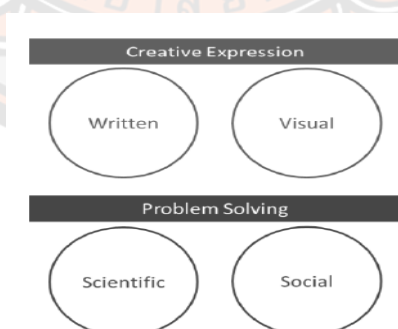 Creative Expression
Written Visual
Problem Solving
Scientific Social